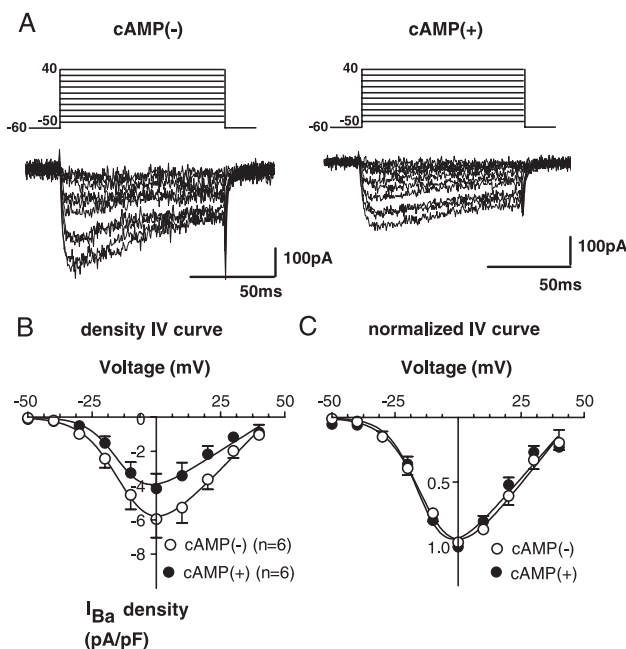 A
cAMP(-)
cAMP(+)
40
-50
-60
40
-50
-60
100pA
50ms
100pA
50ms
B density IV curve
C normalized IV curve
Voltage (mV)
Voltage (mV)
-50 -25 0 25 50
-50 -25 0 25 50
-2
-4
-6
-8
0.5
1.0
cAMP(-) (n=6)
cAMP(+) (n=6)
cAMP(-)
cAMP(+)
IBa density
(pA/pF)